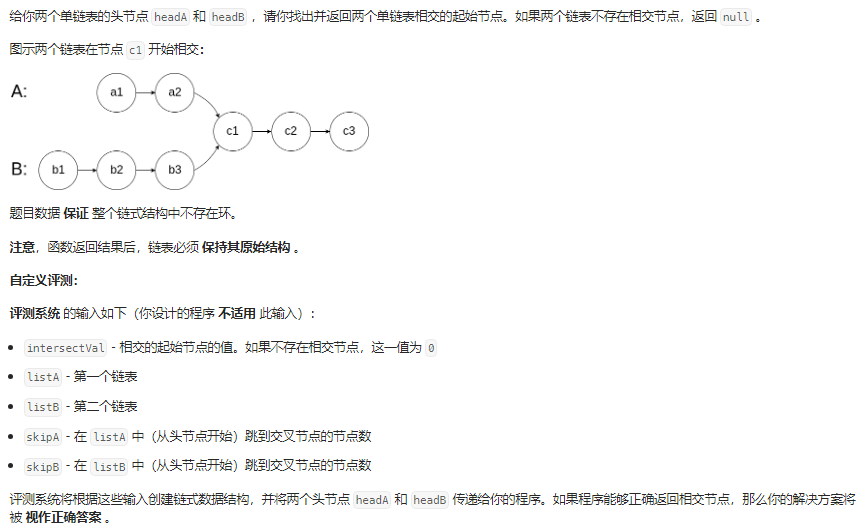 给你两个单链表的头节点 headA 和 headB ，请你找出并返回两个单链表相交的起始节点。如果两个链表不存在相交节点，返回 null 。
图示两个链表在节点 c1 开始相交：
A: a1 a2
c1 c2 c3
B: b1 b2 b3
题目数据 保证 整个链式结构中不存在环。
注意，函数返回结果后，链表必须 保持其原始结构 。
自定义评测：
评测系统 的输入如下（你设计的程序 不适用 此输入）：
• intersectVal - 相交的起始节点的值。如果不存在相交节点，这一值为 0
• listA - 第一个链表
• listB - 第二个链表
• skipA - 在 listA 中（从头节点开始）跳到交叉节点的节点数
• skipB - 在 listB 中（从头节点开始）跳到交叉节点的节点数
评测系统将根据这些输入创建链式数据结构，并将两个头节点 headA 和 headB 传递给你的程序。如果程序能够正确返回相交节点，那么你的解决方案将
被 视作正确答案 。